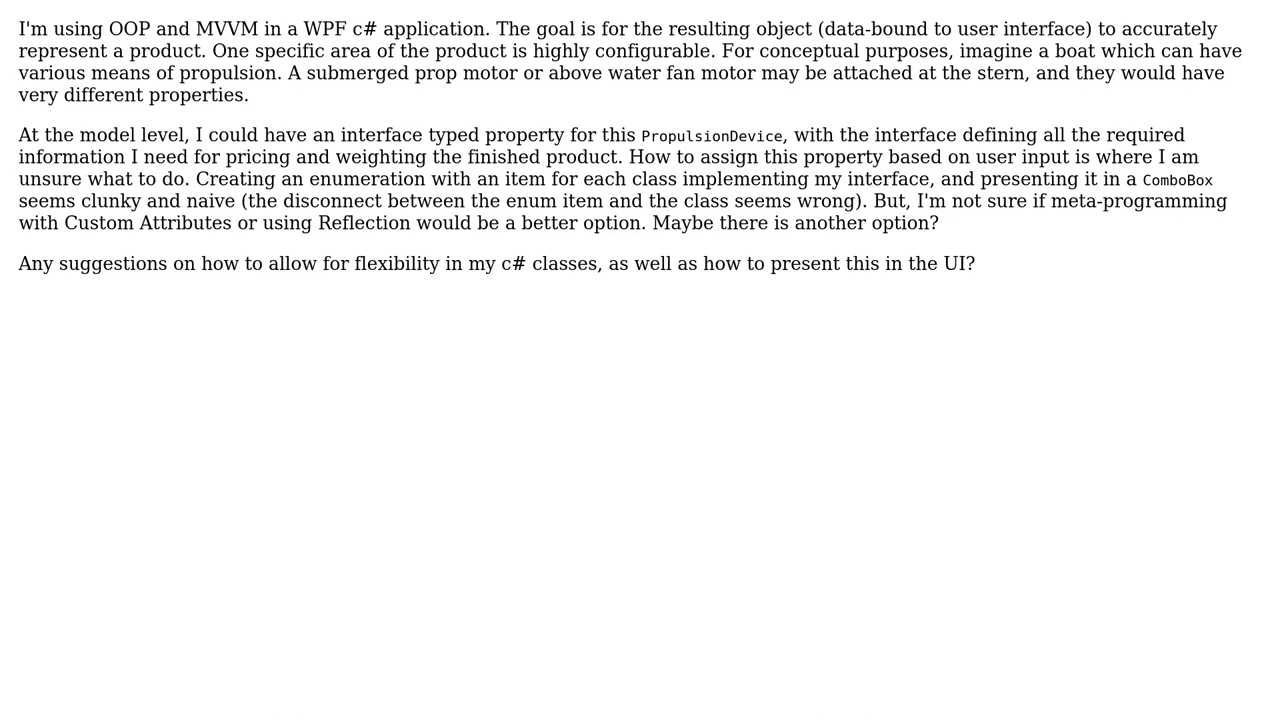 I'm using OOP and MVVM in a WPF c# application. The goal is for the resulting object (data-bound to user interface) to accurately
represent a product. One specific area of the product is highly configurable. For conceptual purposes, imagine a boat which can have
various means of propulsion. A submerged prop motor or above water fan motor may be attached at the stern, and they would have
very different properties.
At the model level, I could have an interface typed property for this PropulsionDevice, with the interface defining all the required
information I need for pricing and weighting the finished product. How to assign this property based on user input is where I am
unsure what to do. Creating an enumeration with an item for each class implementing my interface, and presenting it in a ComboBox
seems clunky and naive (the disconnect between the enum item and the class seems wrong). But, I'm not sure if meta-programming
with Custom Attributes or using Reflection would be a better option. Maybe there is another option?
Any suggestions on how to allow for flexibility in my c# classes, as well as how to present this in the UI?